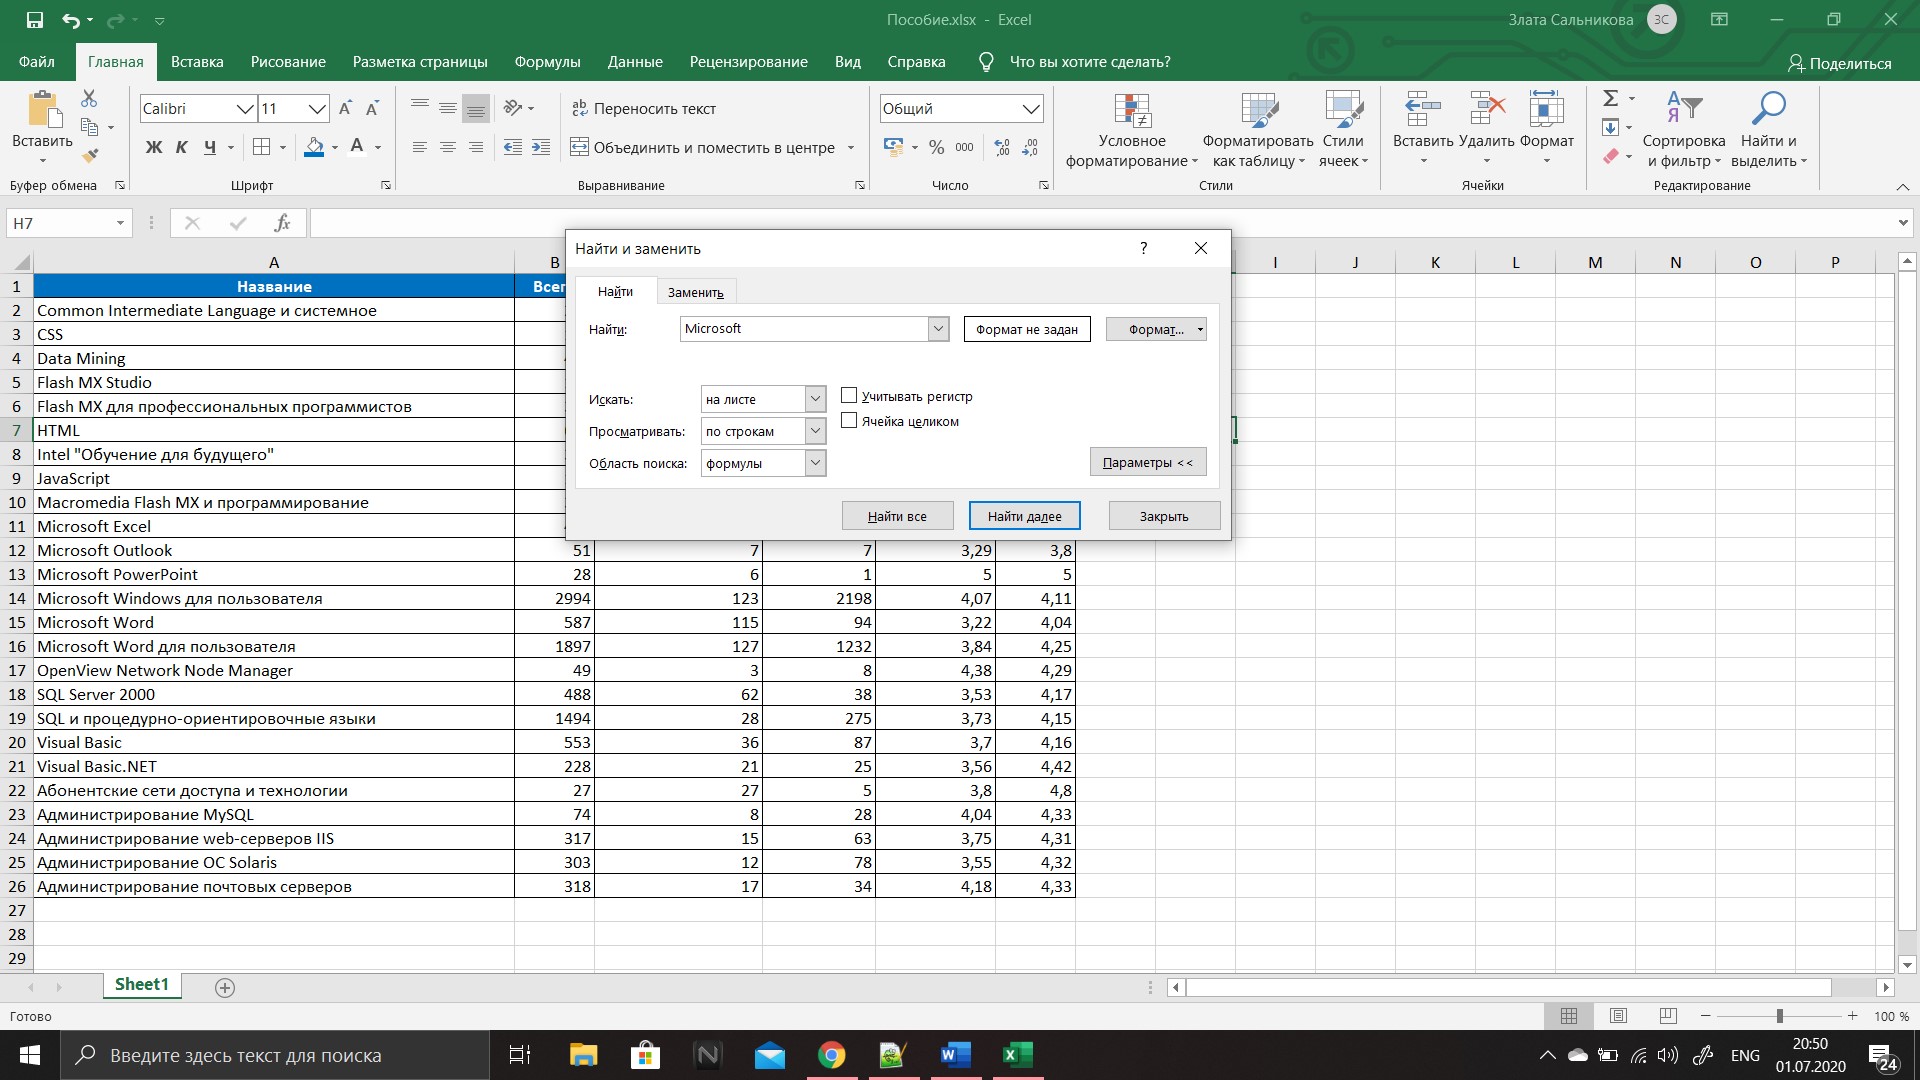 Пособие.xlsx - Excel
Злата Сальникова ЗС
Файл Главная Вставка Рисование Разметка страницы Формулы Данные Рецензирование Вид Справка Что вы хотите сделать? Поделиться
Calibri 11 Переносить текст Общий
Вставить Ж К Ч Объединить и поместить в центре % 000
Условное форматирование
Форматировать как таблицу
Стили ячеек
Вставить Удалить Формат
Сортировка и фильтр
Найти и выделить
Буфер обмена Шрифт Выравнивание Число Стили Ячейки Редактирование
H7 fx
A B I J K L M N O P
Найти и заменить ? 
Найти Заменить
Найти: Microsoft Формат не задан Формат...
Искать: на листе Учитывать регистр
Просматривать: по строкам Ячейка целиком
Область поиска: формулы Параметры <<
Найти все Найти далее Закрыть
1 Название
2 Common Intermediate Language и системное
3 CSS
4 Data Mining
5 Flash MX Studio
6 Flash MX для профессиональных программистов
7 HTML
8 Intel "Обучение для будущего"
9 JavaScript
10 Macromedia Flash MX и программирование
11 Microsoft Excel
12 Microsoft Outlook 51 7 7 3,29 3,8
13 Microsoft PowerPoint 28 6 1 5 5
14 Microsoft Windows для пользователя 2994 123 2198 4,07 4,11
15 Microsoft Word 587 115 94 3,22 4,04
16 Microsoft Word для пользователя 1897 127 1232 3,84 4,25
17 OpenView Network Node Manager 49 3 8 4,38 4,29
18 SQL Server 2000 488 62 38 3,53 4,17
19 SQL и процедурно-ориентировочные языки 1494 28 275 3,73 4,15
20 Visual Basic 553 36 87 3,7 4,16
21 Visual Basic.NET 228 21 25 3,56 4,42
22 Абонентские сети доступа и технологии 27 27 5 3,8 4,8
23 Администрирование MySQL 74 8 28 4,04 4,33
24 Администрирование web-серверов IIS 317 15 63 3,75 4,31
25 Администрирование ОС Solaris 303 12 78 3,55 4,32
26 Администрирование почтовых серверов 318 17 34 4,18 4,33
27
28
29
Sheet1
Готово 100 %
Введите здесь текст для поиска ENG 20:50
01.07.2020 24